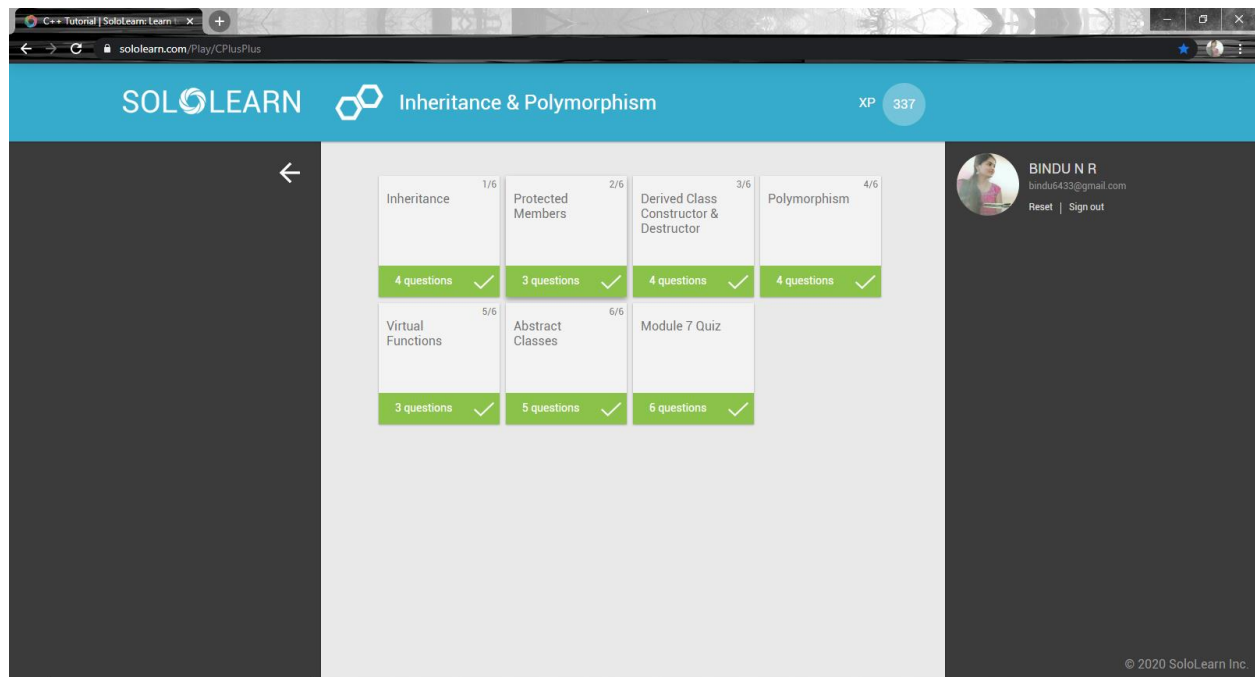 C++ Tutorial | SoloLearn: Learn
sololearn.com/Play/CPlusPlus
SOLOLEARN
Inheritance & Polymorphism
XP 337
BINDU N R
bindu6433@gmail.com
Reset | Sign out
1/6
Inheritance
4 questions
2/6
Protected
Members
3 questions
3/6
Derived Class
Constructor &
Destructor
4 questions
4/6
Polymorphism
4 questions
5/6
Virtual
Functions
3 questions
6/6
Abstract
Classes
5 questions
Module 7 Quiz
6 questions
© 2020 SoloLearn Inc.